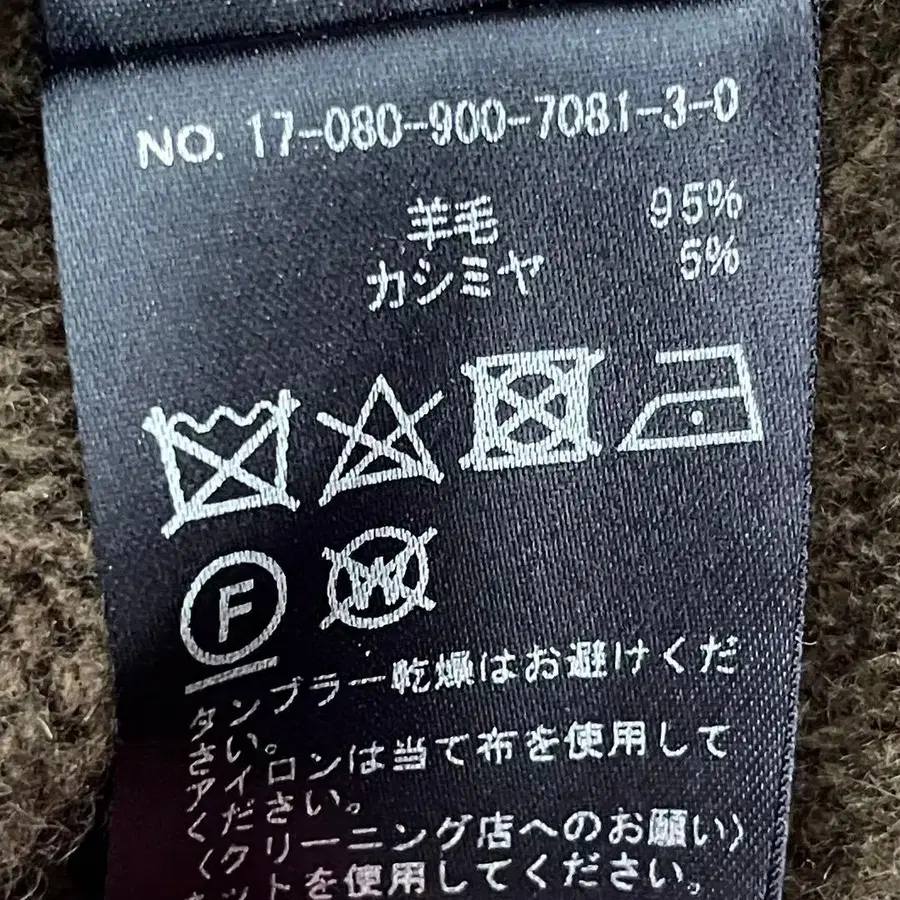 NO. 17-080-900-7081-3-0
羊毛 95%
カシミヤ 5%
F
W
タンブラー乾燥はお避けくだ
さい。
アイロンは当て布を使用して
ください。
〈クリーニング店へのお願い〉
ネットを使用してください。